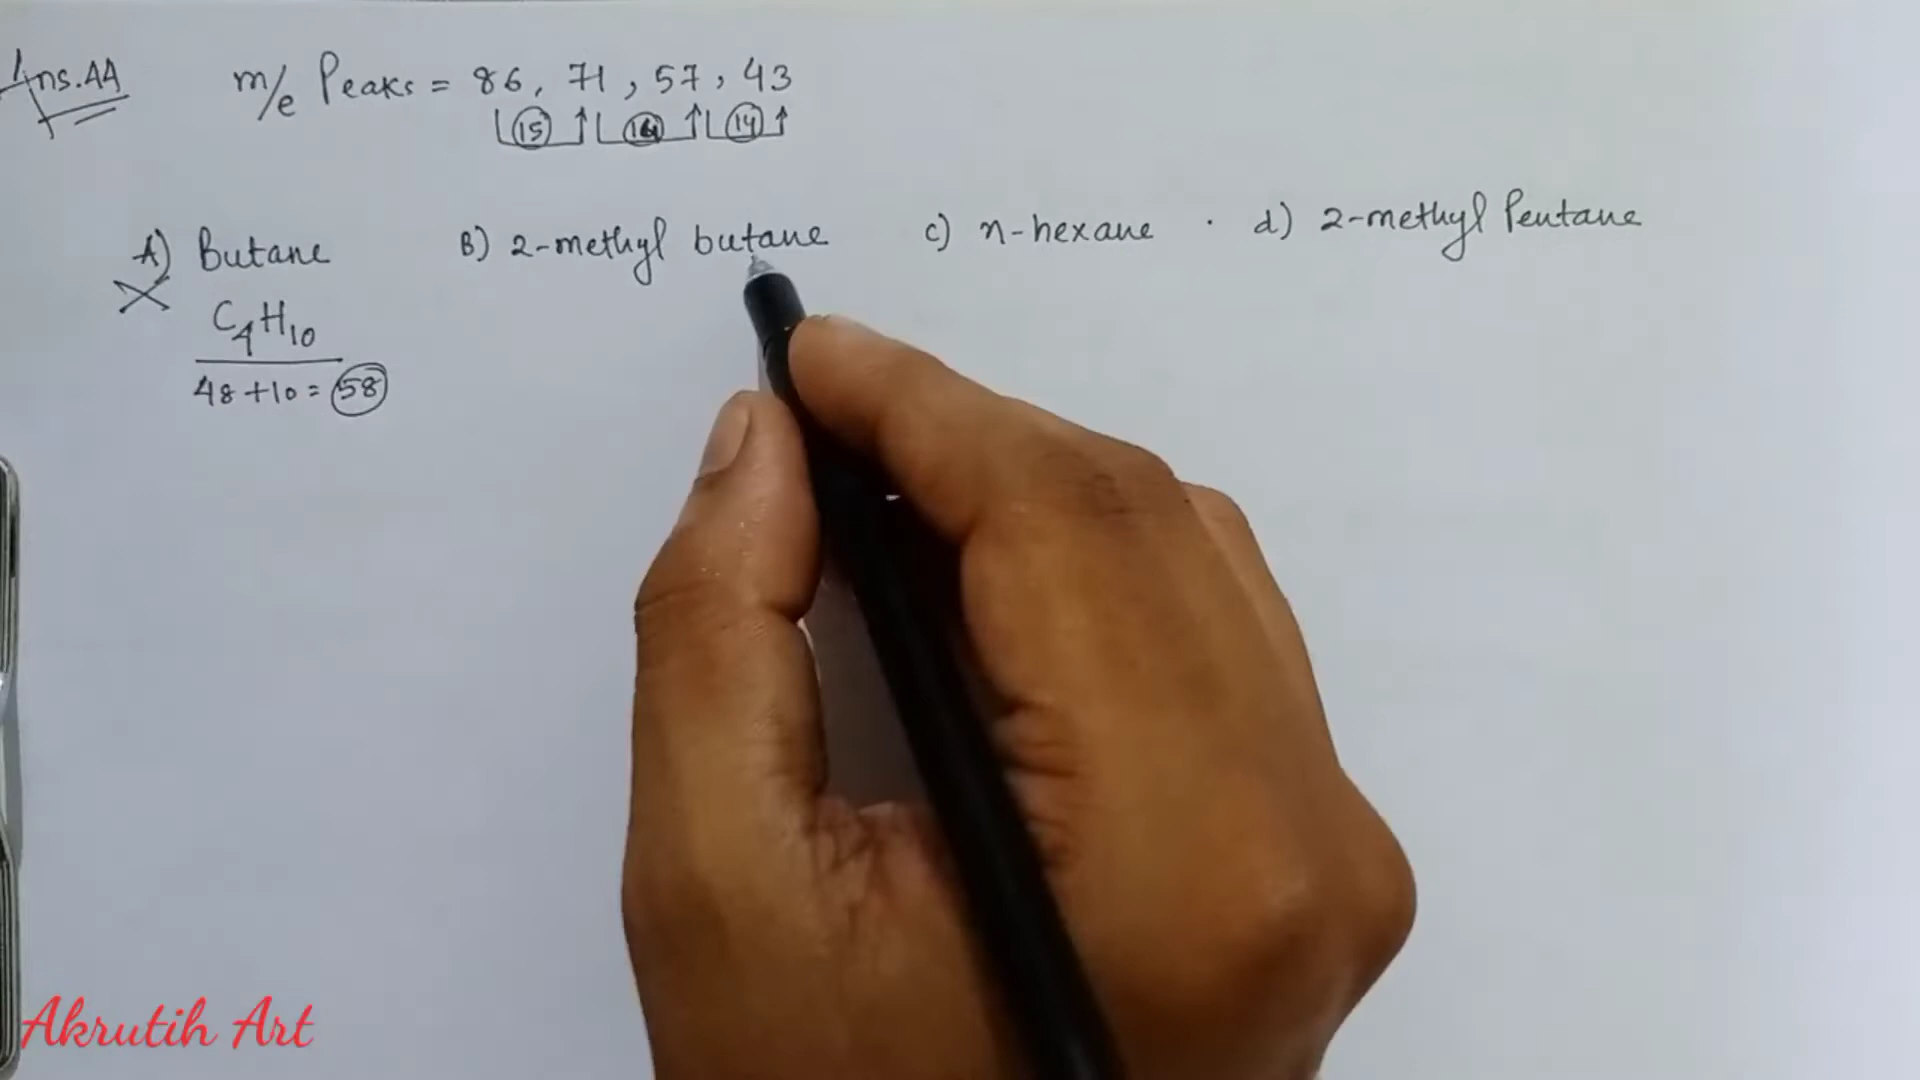 Ans.44 m/e Peaks = 86, 71, 57, 43
15 14 14
A) Butane B) 2-methyl butane c) n-hexane . d) 2-methyl Pentane
C4H10
48+10= 58
Akrutih Art